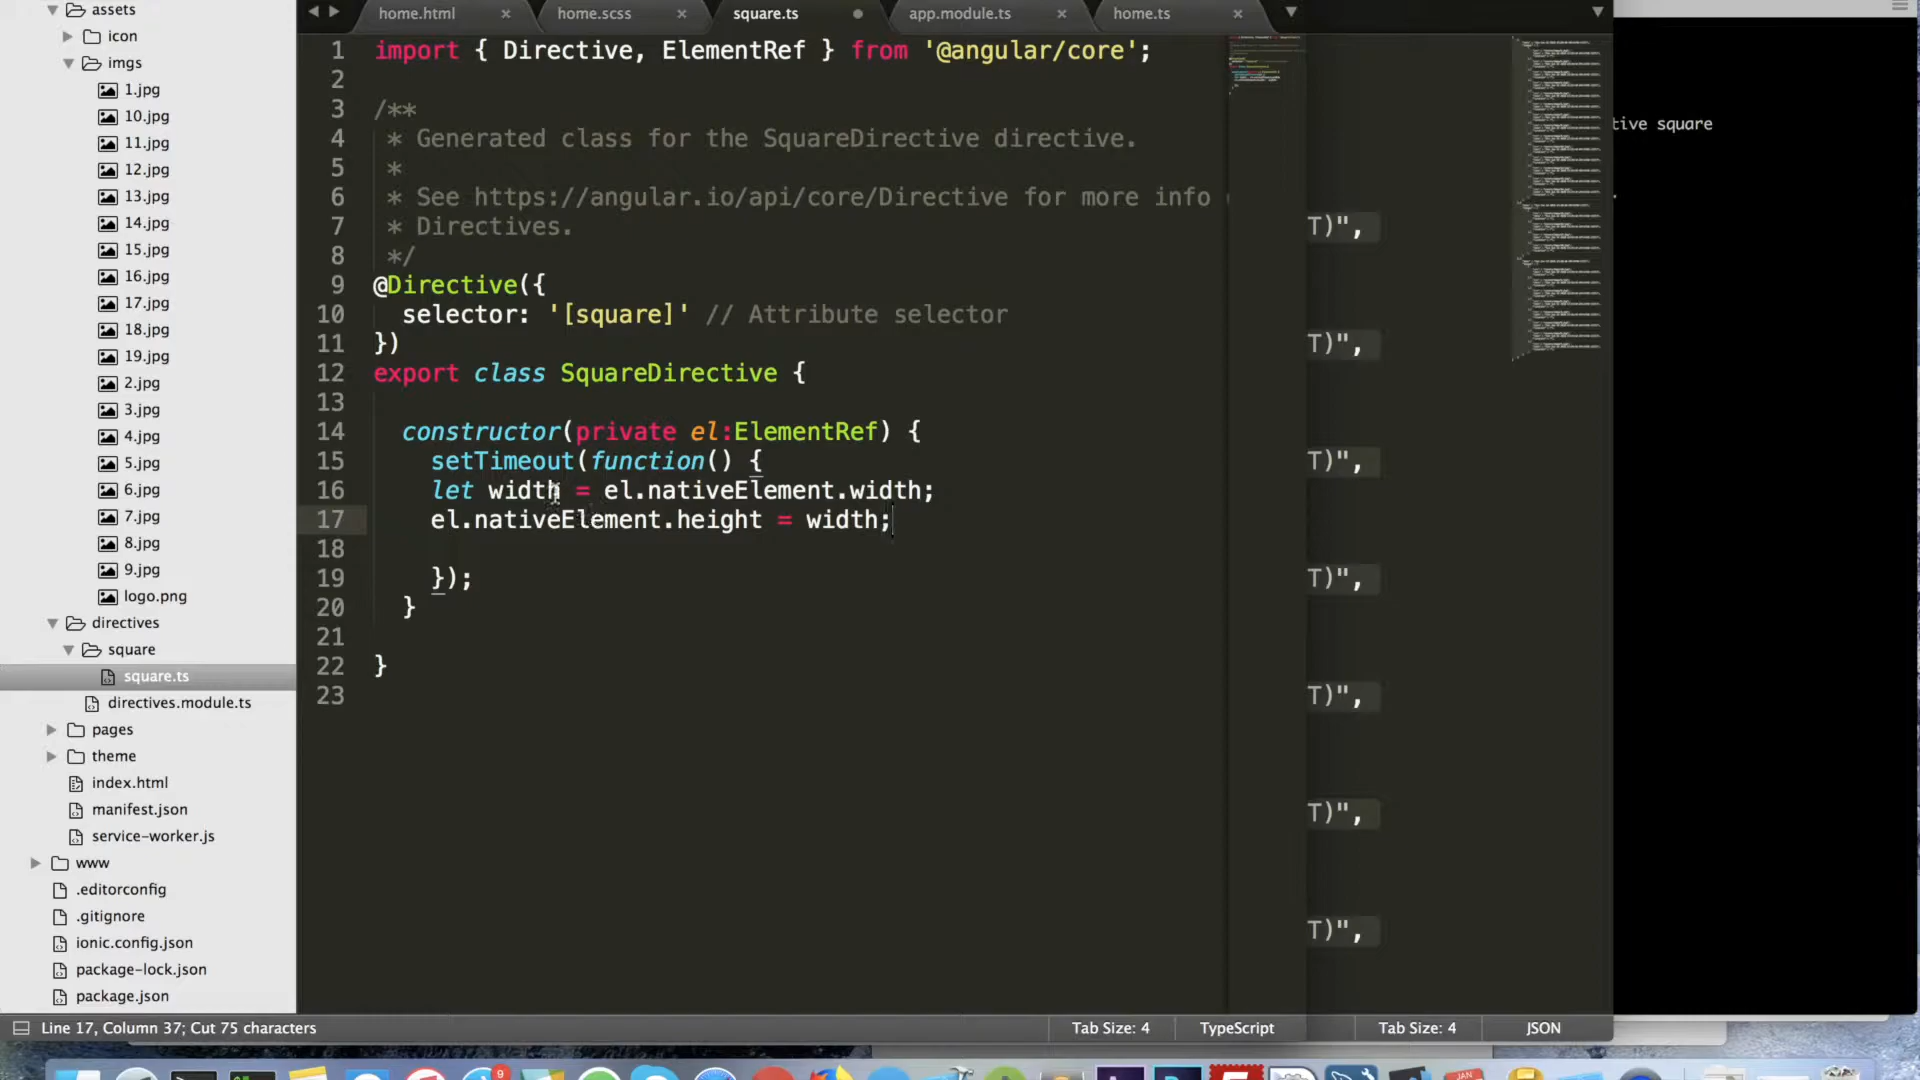 assets
icon
imgs
1.jpg
10.jpg
11.jpg
12.jpg
13.jpg
14.jpg
15.jpg
16.jpg
17.jpg
18.jpg
19.jpg
2.jpg
3.jpg
4.jpg
5.jpg
6.jpg
7.jpg
8.jpg
9.jpg
logo.png
directives
square
square.ts
directives.module.ts
pages
theme
index.html
manifest.json
service-worker.js
www
.editorconfig
.gitignore
ionic.config.json
package-lock.json
package.json
home.html
home.scss
square.ts
app.module.ts
home.ts
1 import { Directive, ElementRef } from '@angular/core';
2
3 /**
4 * Generated class for the SquareDirective directive.
5 *
6 * See https://angular.io/api/core/Directive for more info
7 * Directives.
8 */
9 @Directive({
10 selector: '[square]' // Attribute selector
11 })
12 export class SquareDirective {
13
14 constructor(private el:ElementRef) {
15 setTimeout(function() {
16 let width = el.nativeElement.width;
17 el.nativeElement.height = width;
18
19 });
20 }
21
22 }
23
T)",
T)",
T)",
T)",
T)",
T)",
T)",
tive square
Line 17, Column 37; Cut 75 characters
Tab Size: 4
TypeScript
Tab Size: 4
JSON
9
JAN